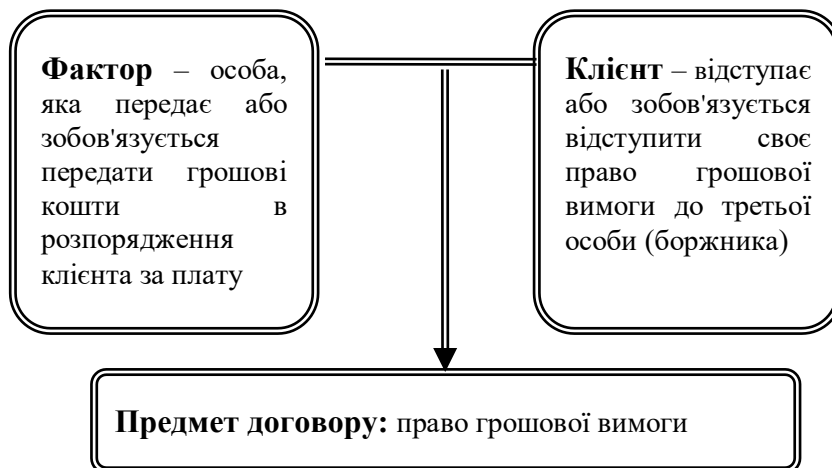 Фактор – особа,
яка передає або
зобов'язується
передати грошові
кошти в
розпорядження
клієнта за плату
Клієнт – відступає
або зобов'язується
відступити своє
право грошової
вимоги до третьої
особи (боржника)
Предмет договору: право грошової вимоги